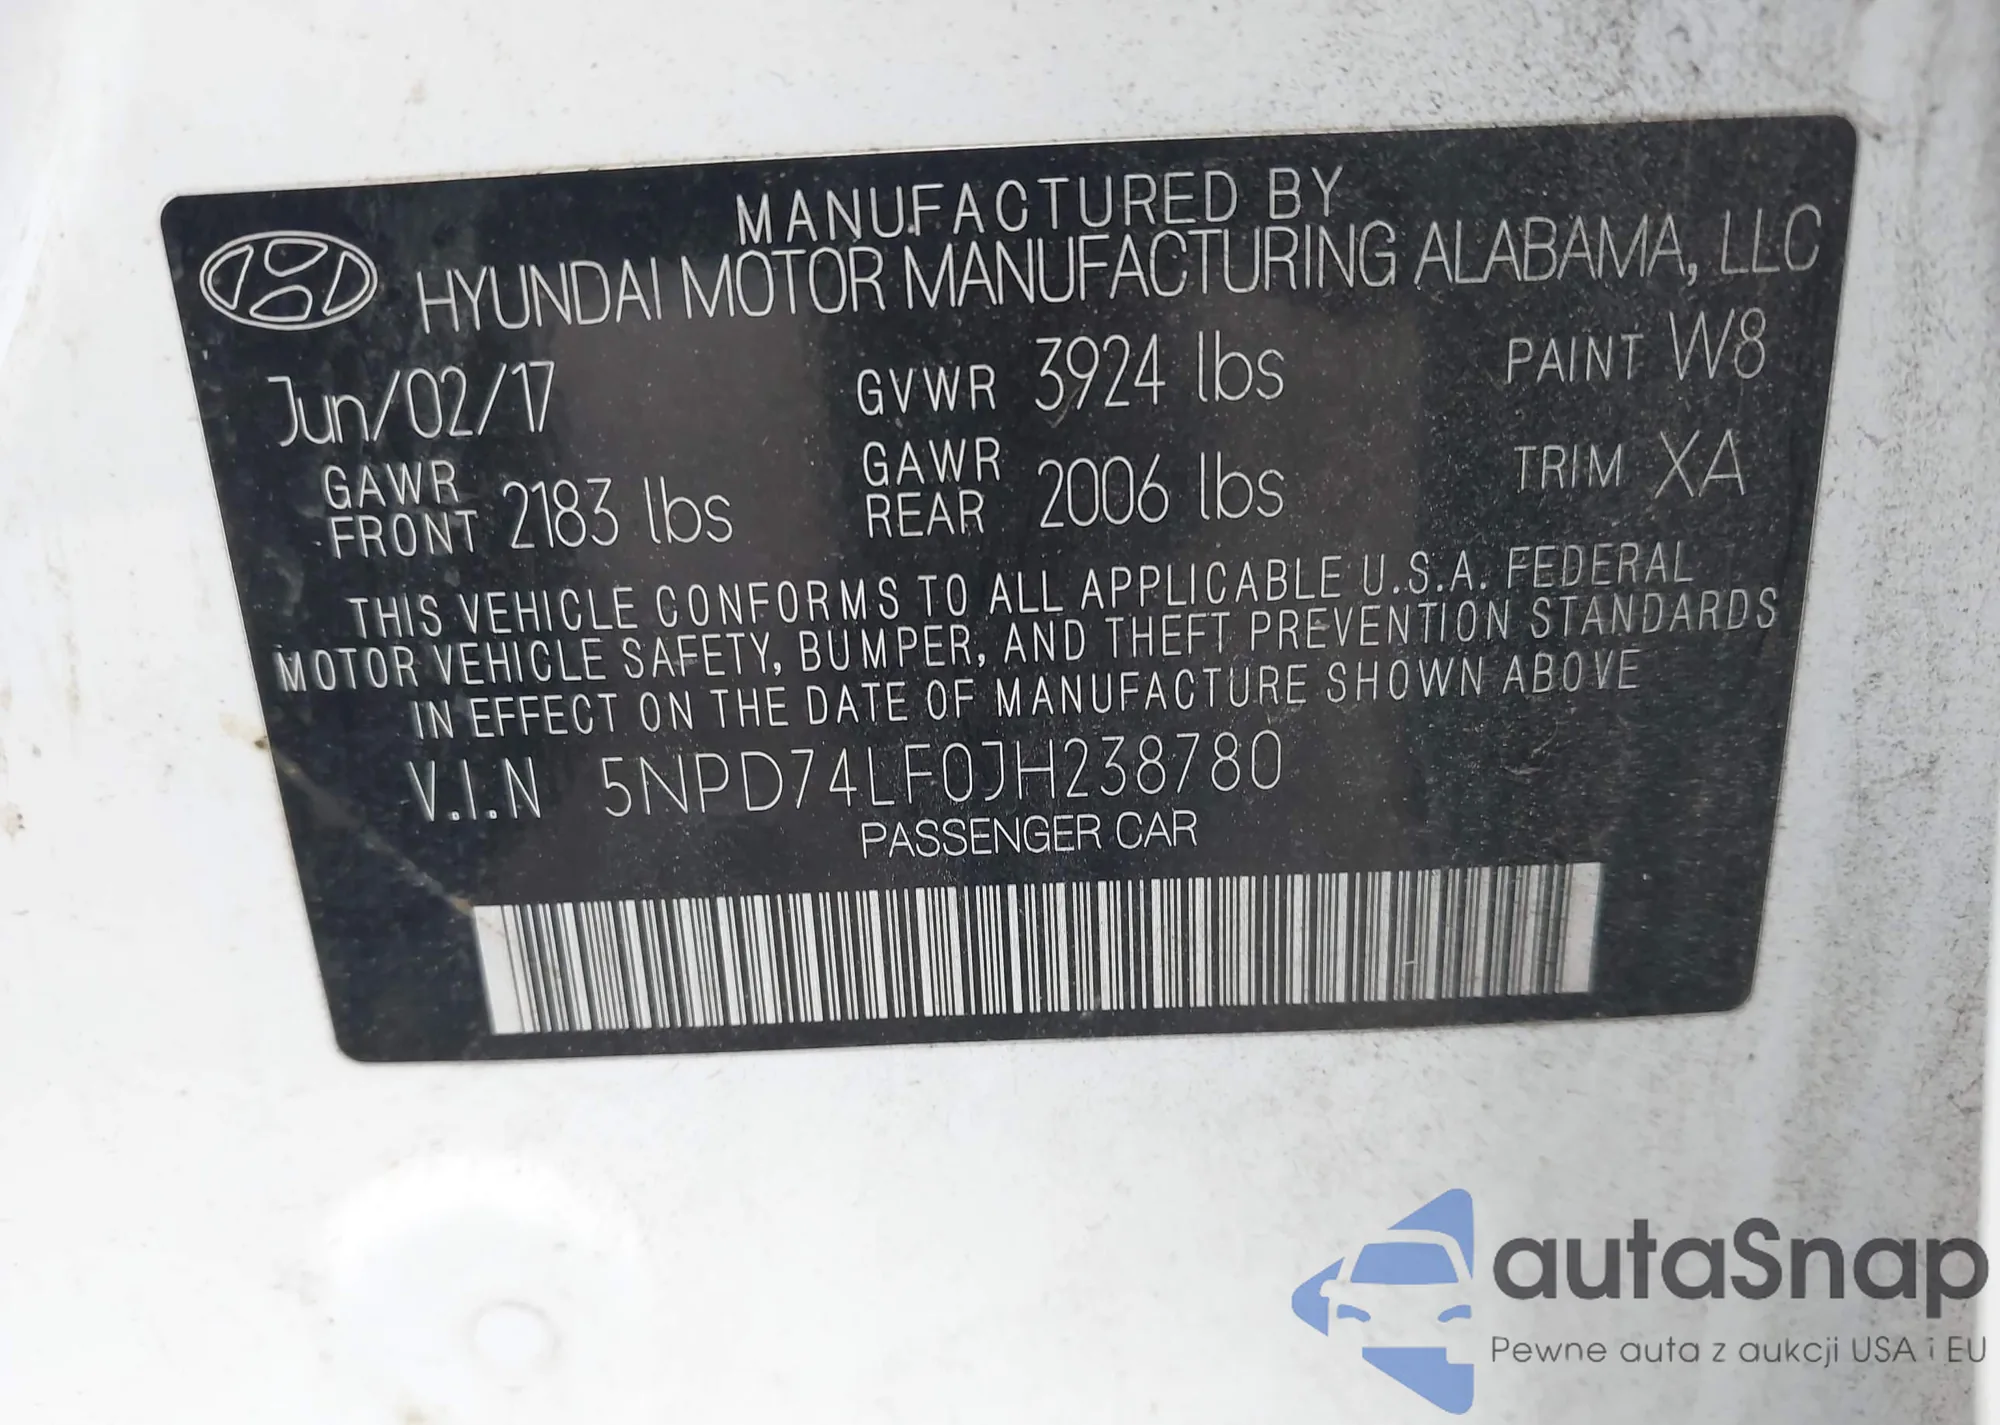 MANUFACTURED BY
HYUNDAI MOTOR MANUFACTURING ALABAMA, LLC
Jun/02/17 GVWR 3924 lbs PAINT W8
GAWR FRONT 2183 lbs GAWR REAR 2006 lbs TRIM XA
THIS VEHICLE CONFORMS TO ALL APPLICABLE U.S.A. FEDERAL
MOTOR VEHICLE SAFETY, BUMPER, AND THEFT PREVENTION STANDARDS
IN EFFECT ON THE DATE OF MANUFACTURE SHOWN ABOVE
V.I.N 5NPD74LF0JH238780
PASSENGER CAR
autaSnap
Pewne auta z aukcji USA i EU